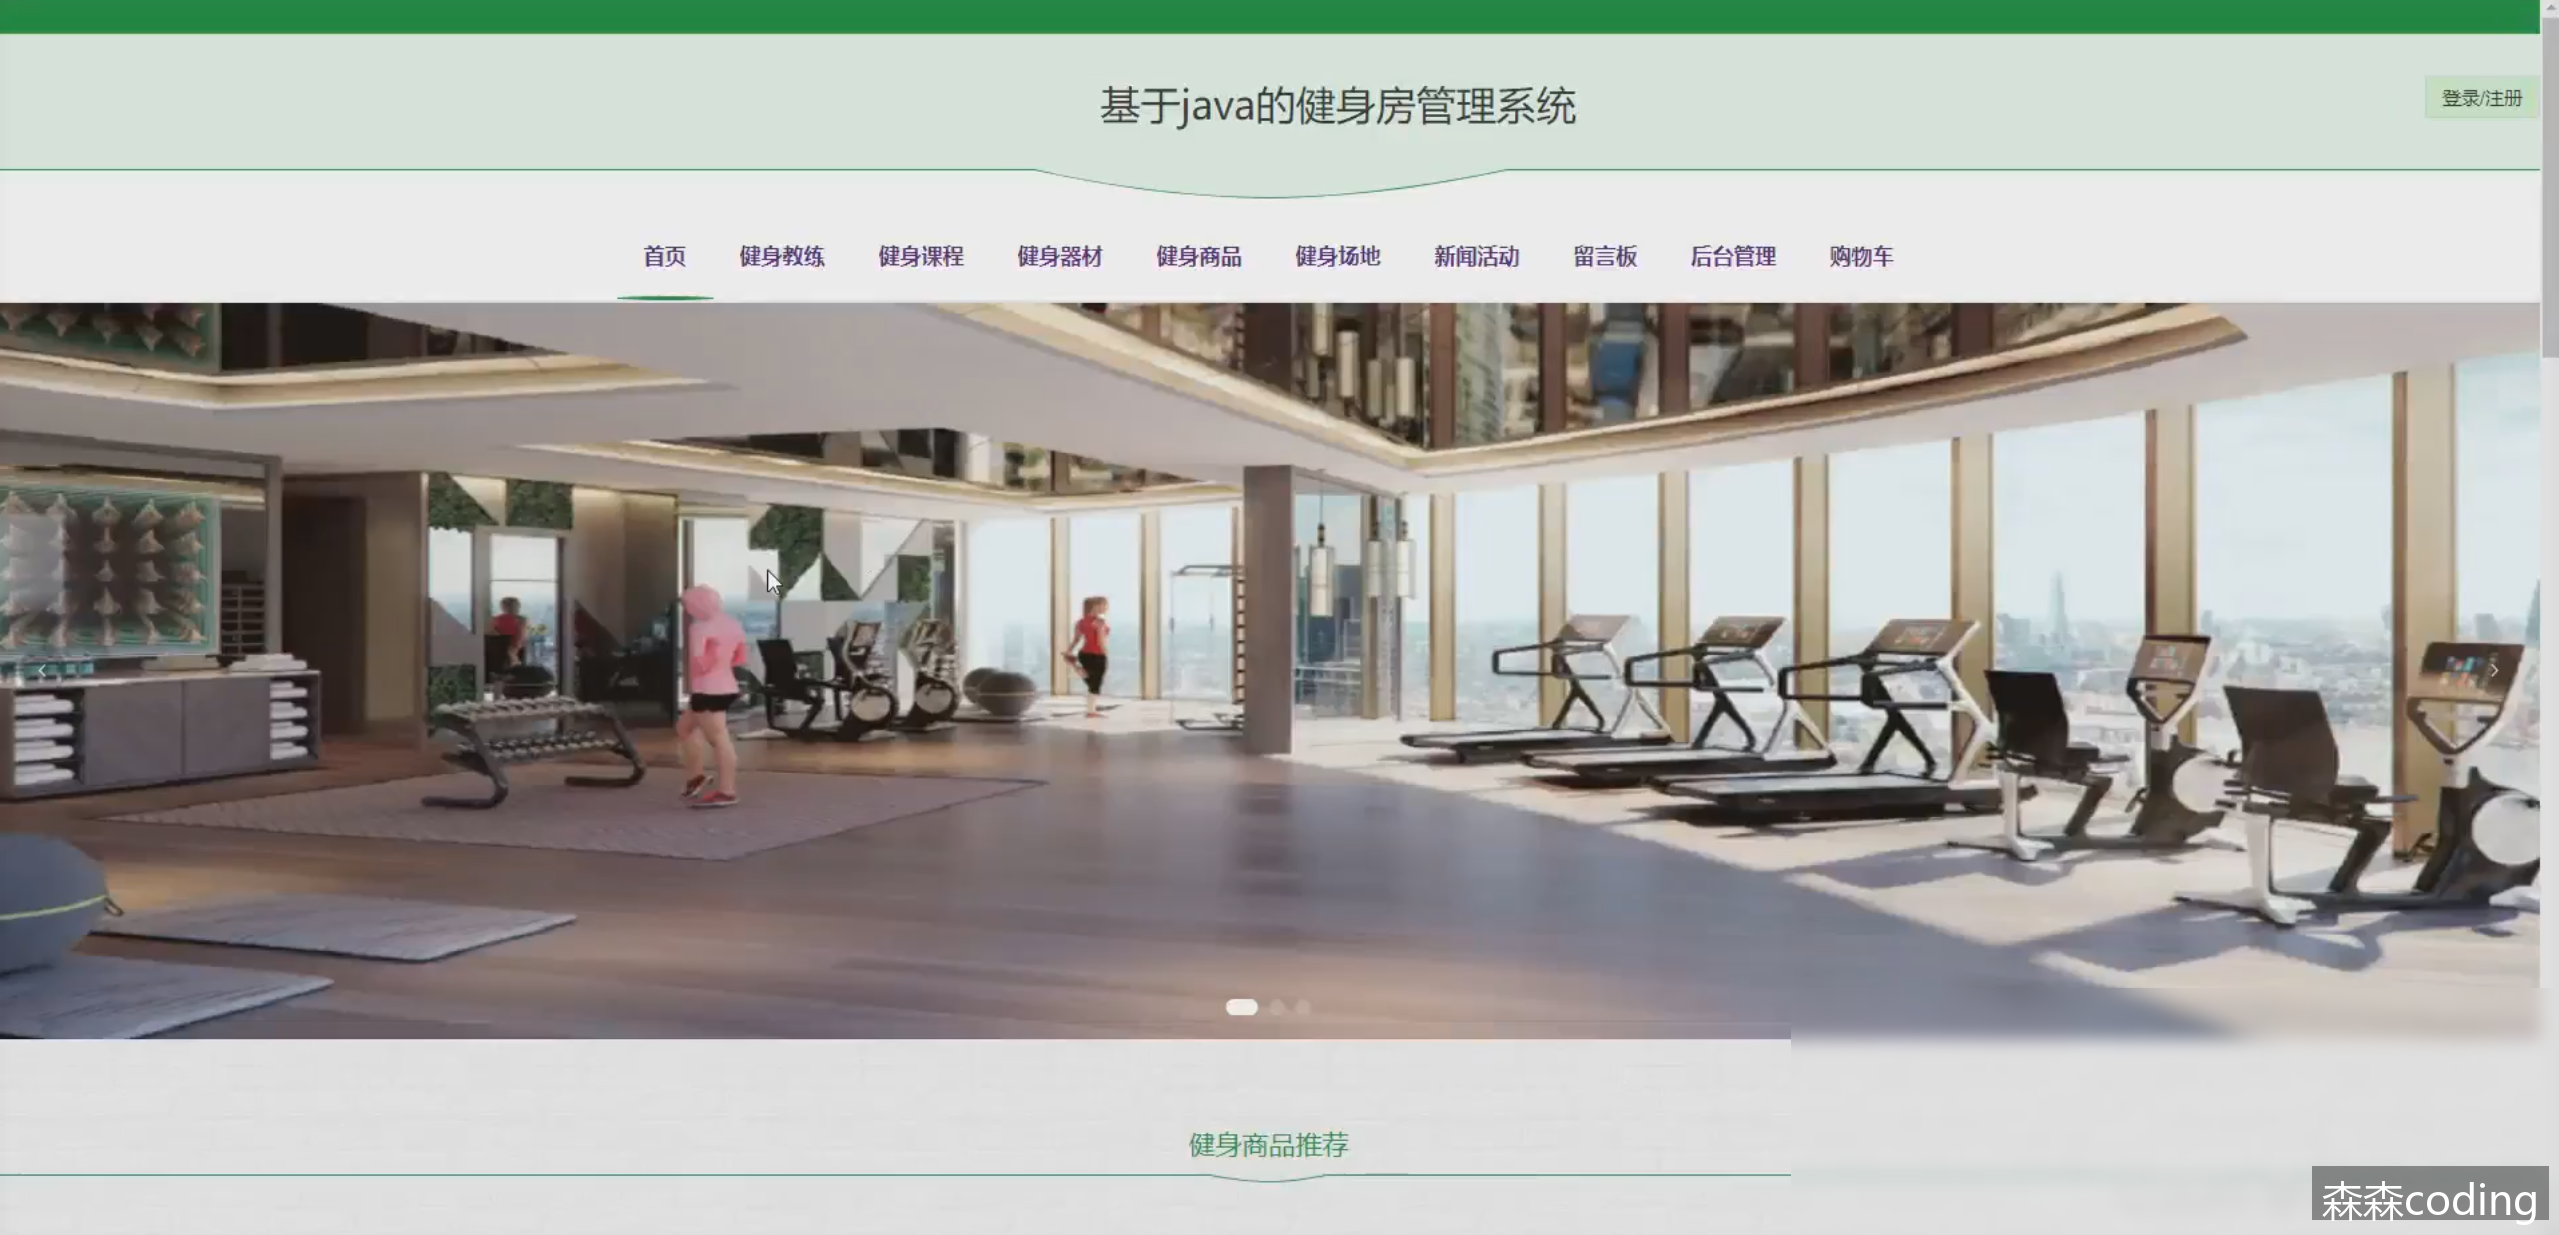 基于java的健身房管理系统
登录/注册
首页 健身教练 健身课程 健身器材 健身商品 健身场地 新闻活动 留言板 后台管理 购物车
健身商品推荐
森森coding